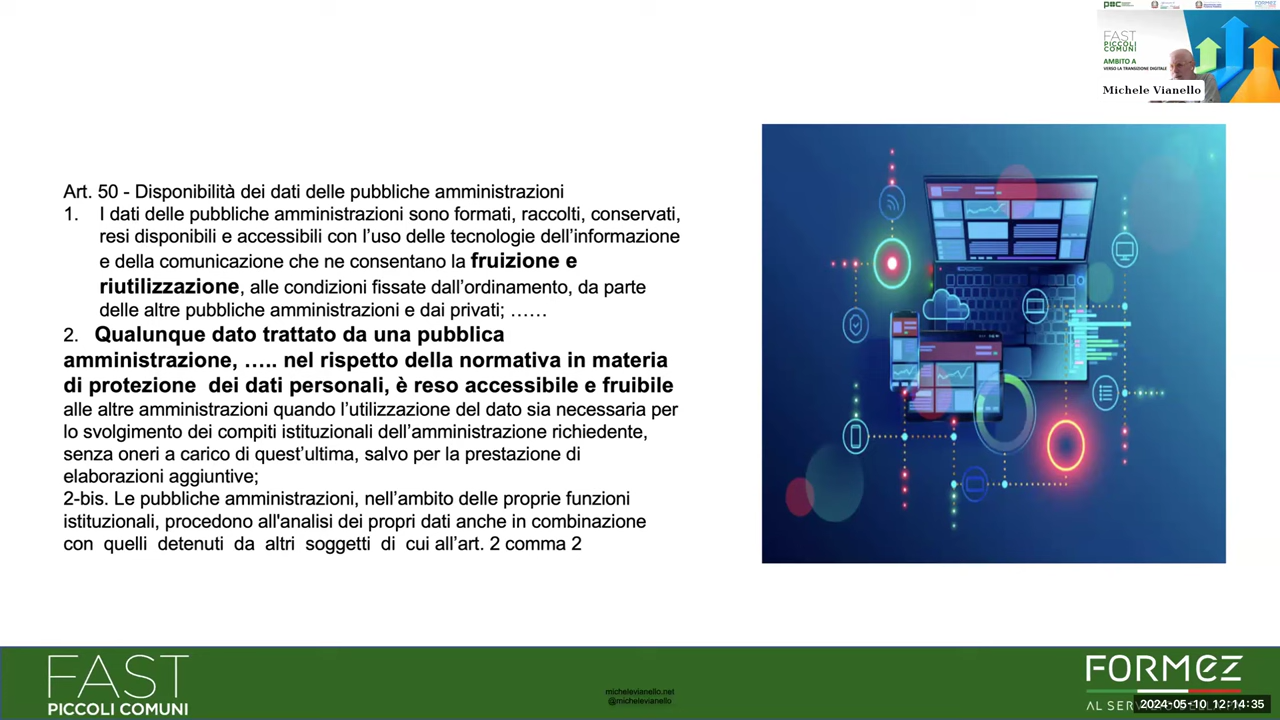 FORMEZ
FAST
PICCOLI
COMUNI
AMBITO A
VERSO LA TRANSIZIONE DIGITALE
Michele Vianello
Art. 50 - Disponibilità dei dati delle pubbliche amministrazioni
1. I dati delle pubbliche amministrazioni sono formati, raccolti, conservati,
resi disponibili e accessibli con l’uso delle tecnologie dell’informazione
e della comunicazione che ne consentano la fruizione e
riutilizzazione, alle condizioni fissate dall’ordinamento, da parte
delle altre pubbliche amministrazioni e dai privati; ……
2. Qualunque dato trattato da una pubblica
amministrazione, ….. nel rispetto della normativa in materia
di protezione dei dati personali, è reso accessibile e fruibile
alle altre amministrazioni quando l’utilizzazione del dato sia necessaria per
lo svolgimento dei compiti istituzionali dell’amministrazione richiedente,
senza oneri a carico di quest’ultima, salvo per la prestazione di
elaborazioni aggiuntive;
2-bis. Le pubbliche amministrazioni, nell’ambito delle proprie funzioni
istituzionali, procedono all'analisi dei propri dati anche in combinazione
con quelli detenuti da altri soggetti di cui all’art. 2 comma 2
FAST
PICCOLI COMUNI
michelevianello.net
@michelevianello
FORMEZ
AL SERVIZIO
2024-05-10 12:14:35